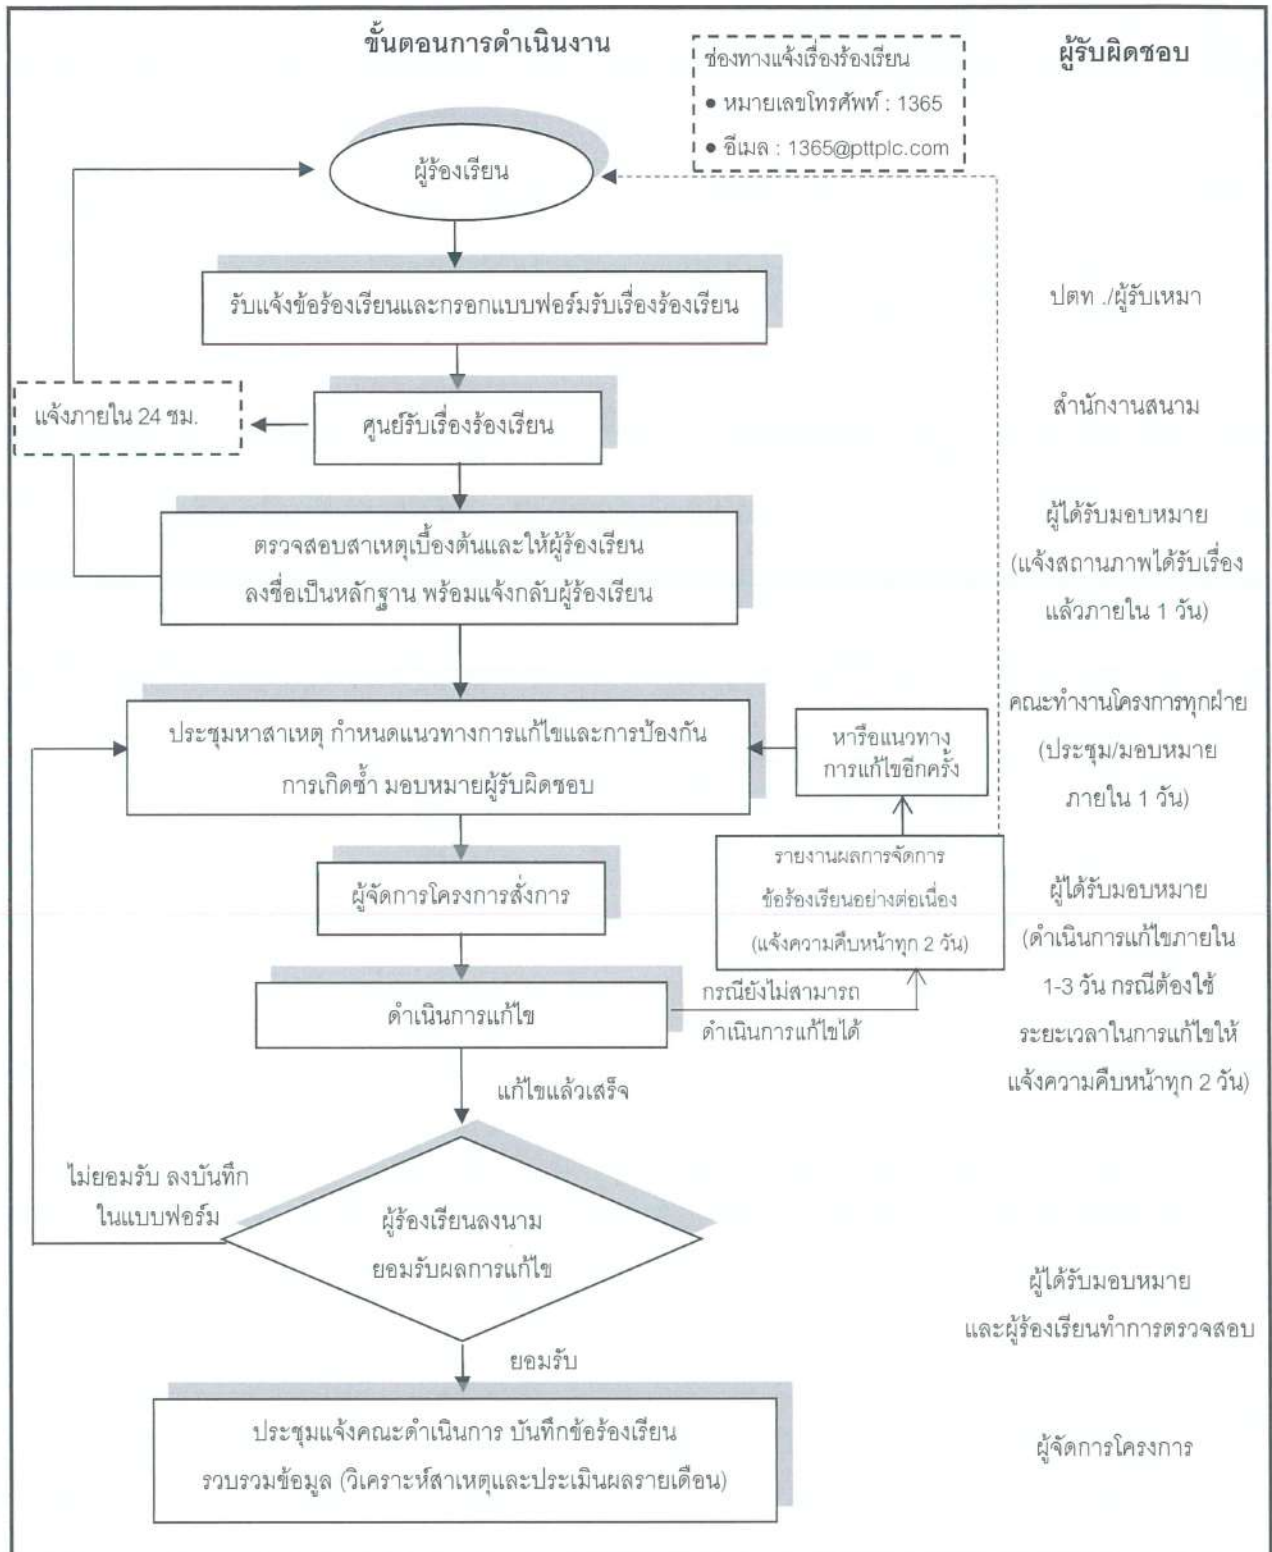 ขั้นตอนการดำเนินงาน
ผู้รับผิดชอบ
ช่องทางแจ้งเรื่องร้องเรียน
• หมายเลขโทรศัพท์ : 1365
• อีเมล : 1365@pttplc.com
ผู้ร้องเรียน
รับแจ้งข้อร้องเรียนและกรอกแบบฟอร์มรับเรื่องร้องเรียน
ปตท ./ผู้รับเหมา
แจ้งภายใน 24 ชม.
ศูนย์รับเรื่องร้องเรียน
สำนักงานสนาม
ตรวจสอบสาเหตุเบื้องต้นและให้ผู้ร้องเรียน
ลงชื่อเป็นหลักฐาน พร้อมแจ้งกลับผู้ร้องเรียน
ผู้ได้รับมอบหมาย
(แจ้งสถานภาพได้รับเรื่อง
แล้วภายใน 1 วัน)
ประชุมหาสาเหตุ กำหนดแนวทางการแก้ไขและการป้องกัน
การเกิดซ้ำ มอบหมายผู้รับผิดชอบ
หารือแนวทาง
การแก้ไขอีกครั้ง
คณะทำงานโครงการทุกฝ่าย
(ประชุม/มอบหมาย
ภายใน 1 วัน)
ผู้จัดการโครงการสั่งการ
รายงานผลการจัดการ
ข้อร้องเรียนอย่างต่อเนื่อง
(แจ้งความคืบหน้าทุก 2 วัน)
ดำเนินการแก้ไข
กรณียังไม่สามารถ
ดำเนินการแก้ไขได้
ผู้ได้รับมอบหมาย
(ดำเนินการแก้ไขภายใน
1-3 วัน กรณีต้องใช้
ระยะเวลาในการแก้ไขให้
แจ้งความคืบหน้าทุก 2 วัน)
แก้ไขแล้วเสร็จ
ไม่ยอมรับ ลงบันทึก
ในแบบฟอร์ม
ผู้ร้องเรียนลงนาม
ยอมรับผลการแก้ไข
ผู้ได้รับมอบหมาย
และผู้ร้องเรียนทำการตรวจสอบ
ยอมรับ
ประชุมแจ้งคณะดำเนินการ บันทึกข้อร้องเรียน
รวบรวมข้อมูล (วิเคราะห์สาเหตุและประเมินผลรายเดือน)
ผู้จัดการโครงการ